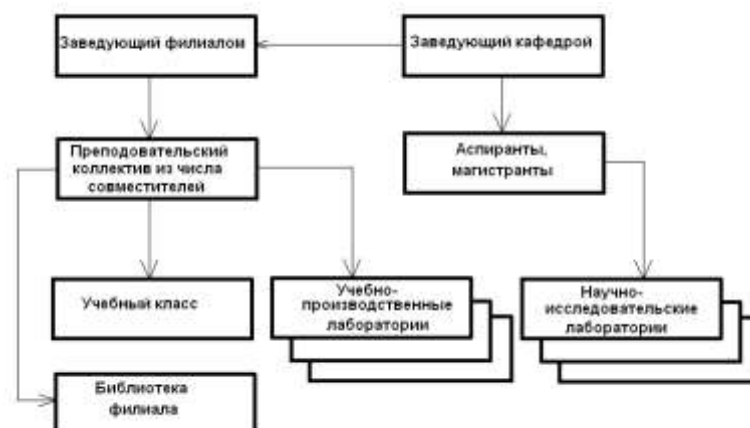 Заведующий филиалом
Заведующий кафедрой
Преподовательский
коллектив из числа
совместителей
Аспиранты,
магистранты
Учебный класс
Учебно-
производственные
лаборатории
Научно-
исследовательские
лаборатории
Библиотека
филиала